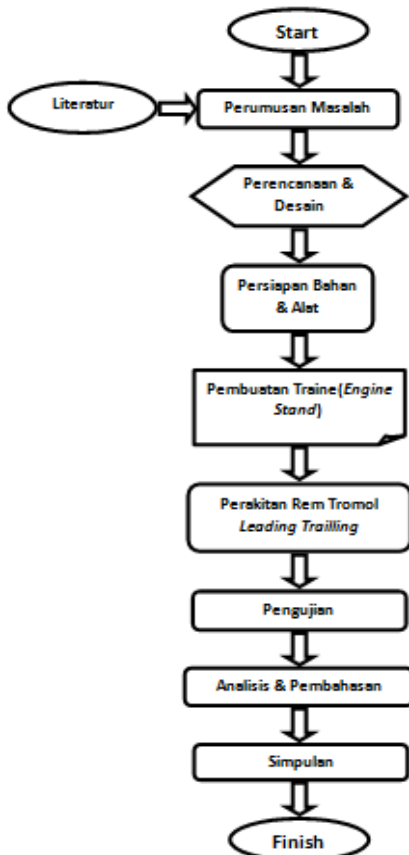 Start
Literatur
Perumusan Masalah
Perencanaan &
Desain
Persiapan Bahan
& Alat
Pembuatan Traine(Engine
Stand)
Perakitan Rem Tromol
Leading Trailling
Pengujian
Analisis & Pembahasan
Simpulan
Finish